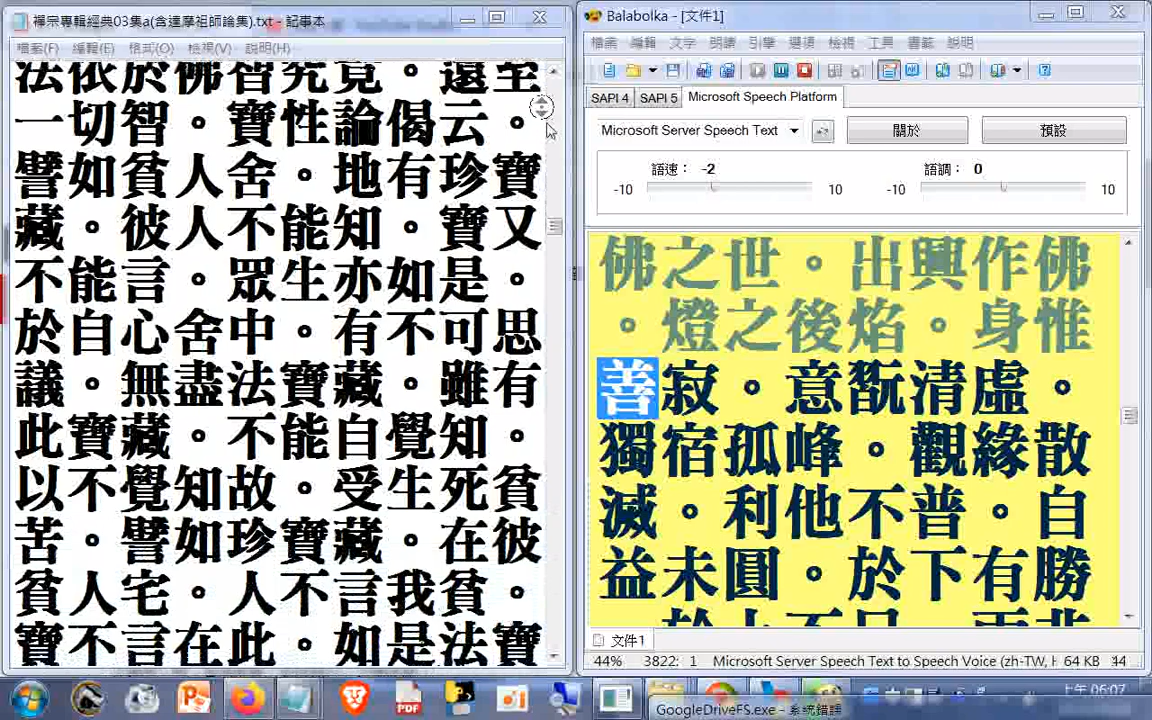 禪宗專輯經典03集a(含達摩祖師論集).txt - 記事本
檔案(F) 編輯(E) 格式(O) 檢視(V) 說明(H)
法依於佛智究竟。還至
一切智。寶性論偈云。
譬如貧人舍。地有珍寶
藏。彼人不能知。寶又
不能言。眾生亦如是。
於自心舍中。有不可思
議。無盡法寶藏。雖有
此寶藏。不能自覺知。
以不覺知故。受生死貧
苦。譬如珍寶藏。在彼
貧人宅。人不言我貧。
寶不言在此。如是法寶
Balabolka - [文件1]
檔案 編輯 文字 朗讀 引擎 選項 檢視 工具 書籤 說明
SAPI 4 SAPI 5 Microsoft Speech Platform
Microsoft Server Speech Text 關於 預設
語速： -2 語調： 0
-10 10 -10 10
佛之世。出興作佛
。燈之後焰。身惟
善寂。意翫清虛。
獨宿孤峰。觀緣散
滅。利他不普。自
益未圓。於下有勝
文件1
44% 3822: 1 Microsoft Server Speech Text to Speech Voice (zh-TW, H 64 KB 44
PDF
上午 06:07
GoogleDriveFS.exe - 系統錯誤